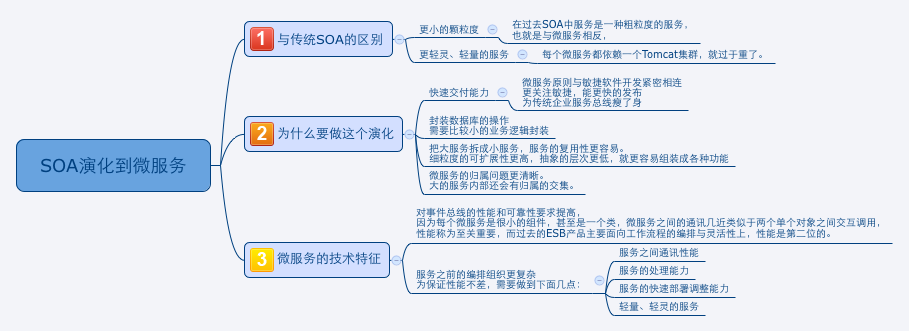 SOA演化到微服务
1 与传统SOA的区别
更小的颗粒度
在过去SOA中服务是一种粗粒度的服务，
也就是与微服务相反，
更轻灵、轻量的服务
每个微服务都依赖一个Tomcat集群，就过于重了。
2 为什么要做这个演化
快速交付能力
微服务原则与敏捷软件开发紧密相连
更关注敏捷，能更快的发布
为传统企业服务总线瘦了身
封装数据库的操作
需要比较小的业务逻辑封装
把大服务拆成小服务，服务的复用性更容易。
细粒度的可扩展性更高，抽象的层次更低，就更容易组装成各种功能
微服务的归属问题更清晰。
大的服务内部还会有归属的交集。
3 微服务的技术特征
对事件总线的性能和可靠性要求提高，
因为每个微服务是很小的组件，甚至是一个类，微服务之间的通讯几近类似于两个单个对象之间交互调用，
性能称为至关重要，而过去的ESB产品主要面向工作流程的编排与灵活性上，性能是第二位的。
服务之前的编排组织更复杂
为保证性能不差，需要做到下面几点：
服务之间通讯性能
服务的处理能力
服务的快速部署调整能力
轻量、轻灵的服务